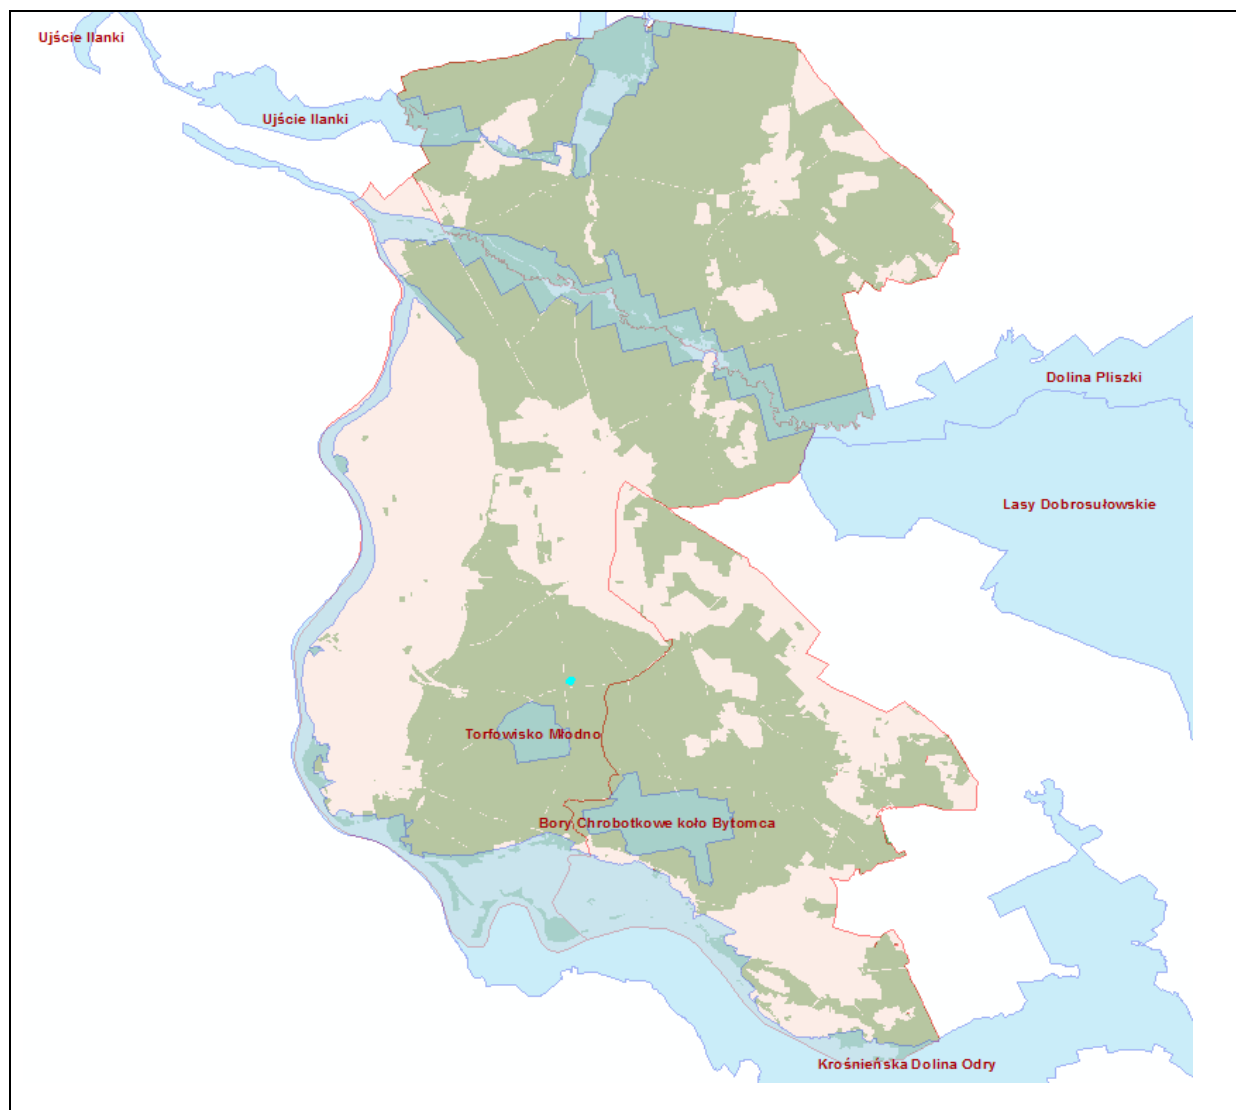 Ujście Ilanki
Ujście Ilanki
Dolina Pliszki
Lasy Dobrosułowskie
Torfowisko Młodno
Bory Chrobotkowe koło Bytomca
Krośnieńska Dolina Odry